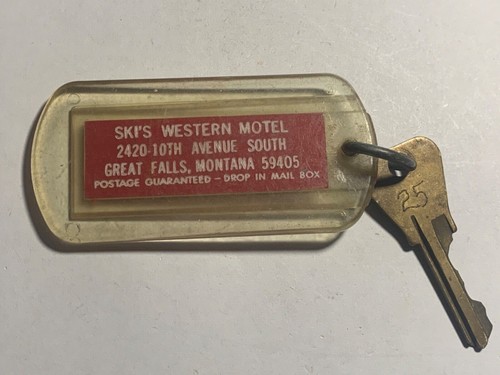 SKI'S WESTERN MOTEL
2420-10TH AVENUE SOUTH
GREAT FALLS, MONTANA 59405
POSTAGE GUARANTEED - DROP IN MAIL BOX
25